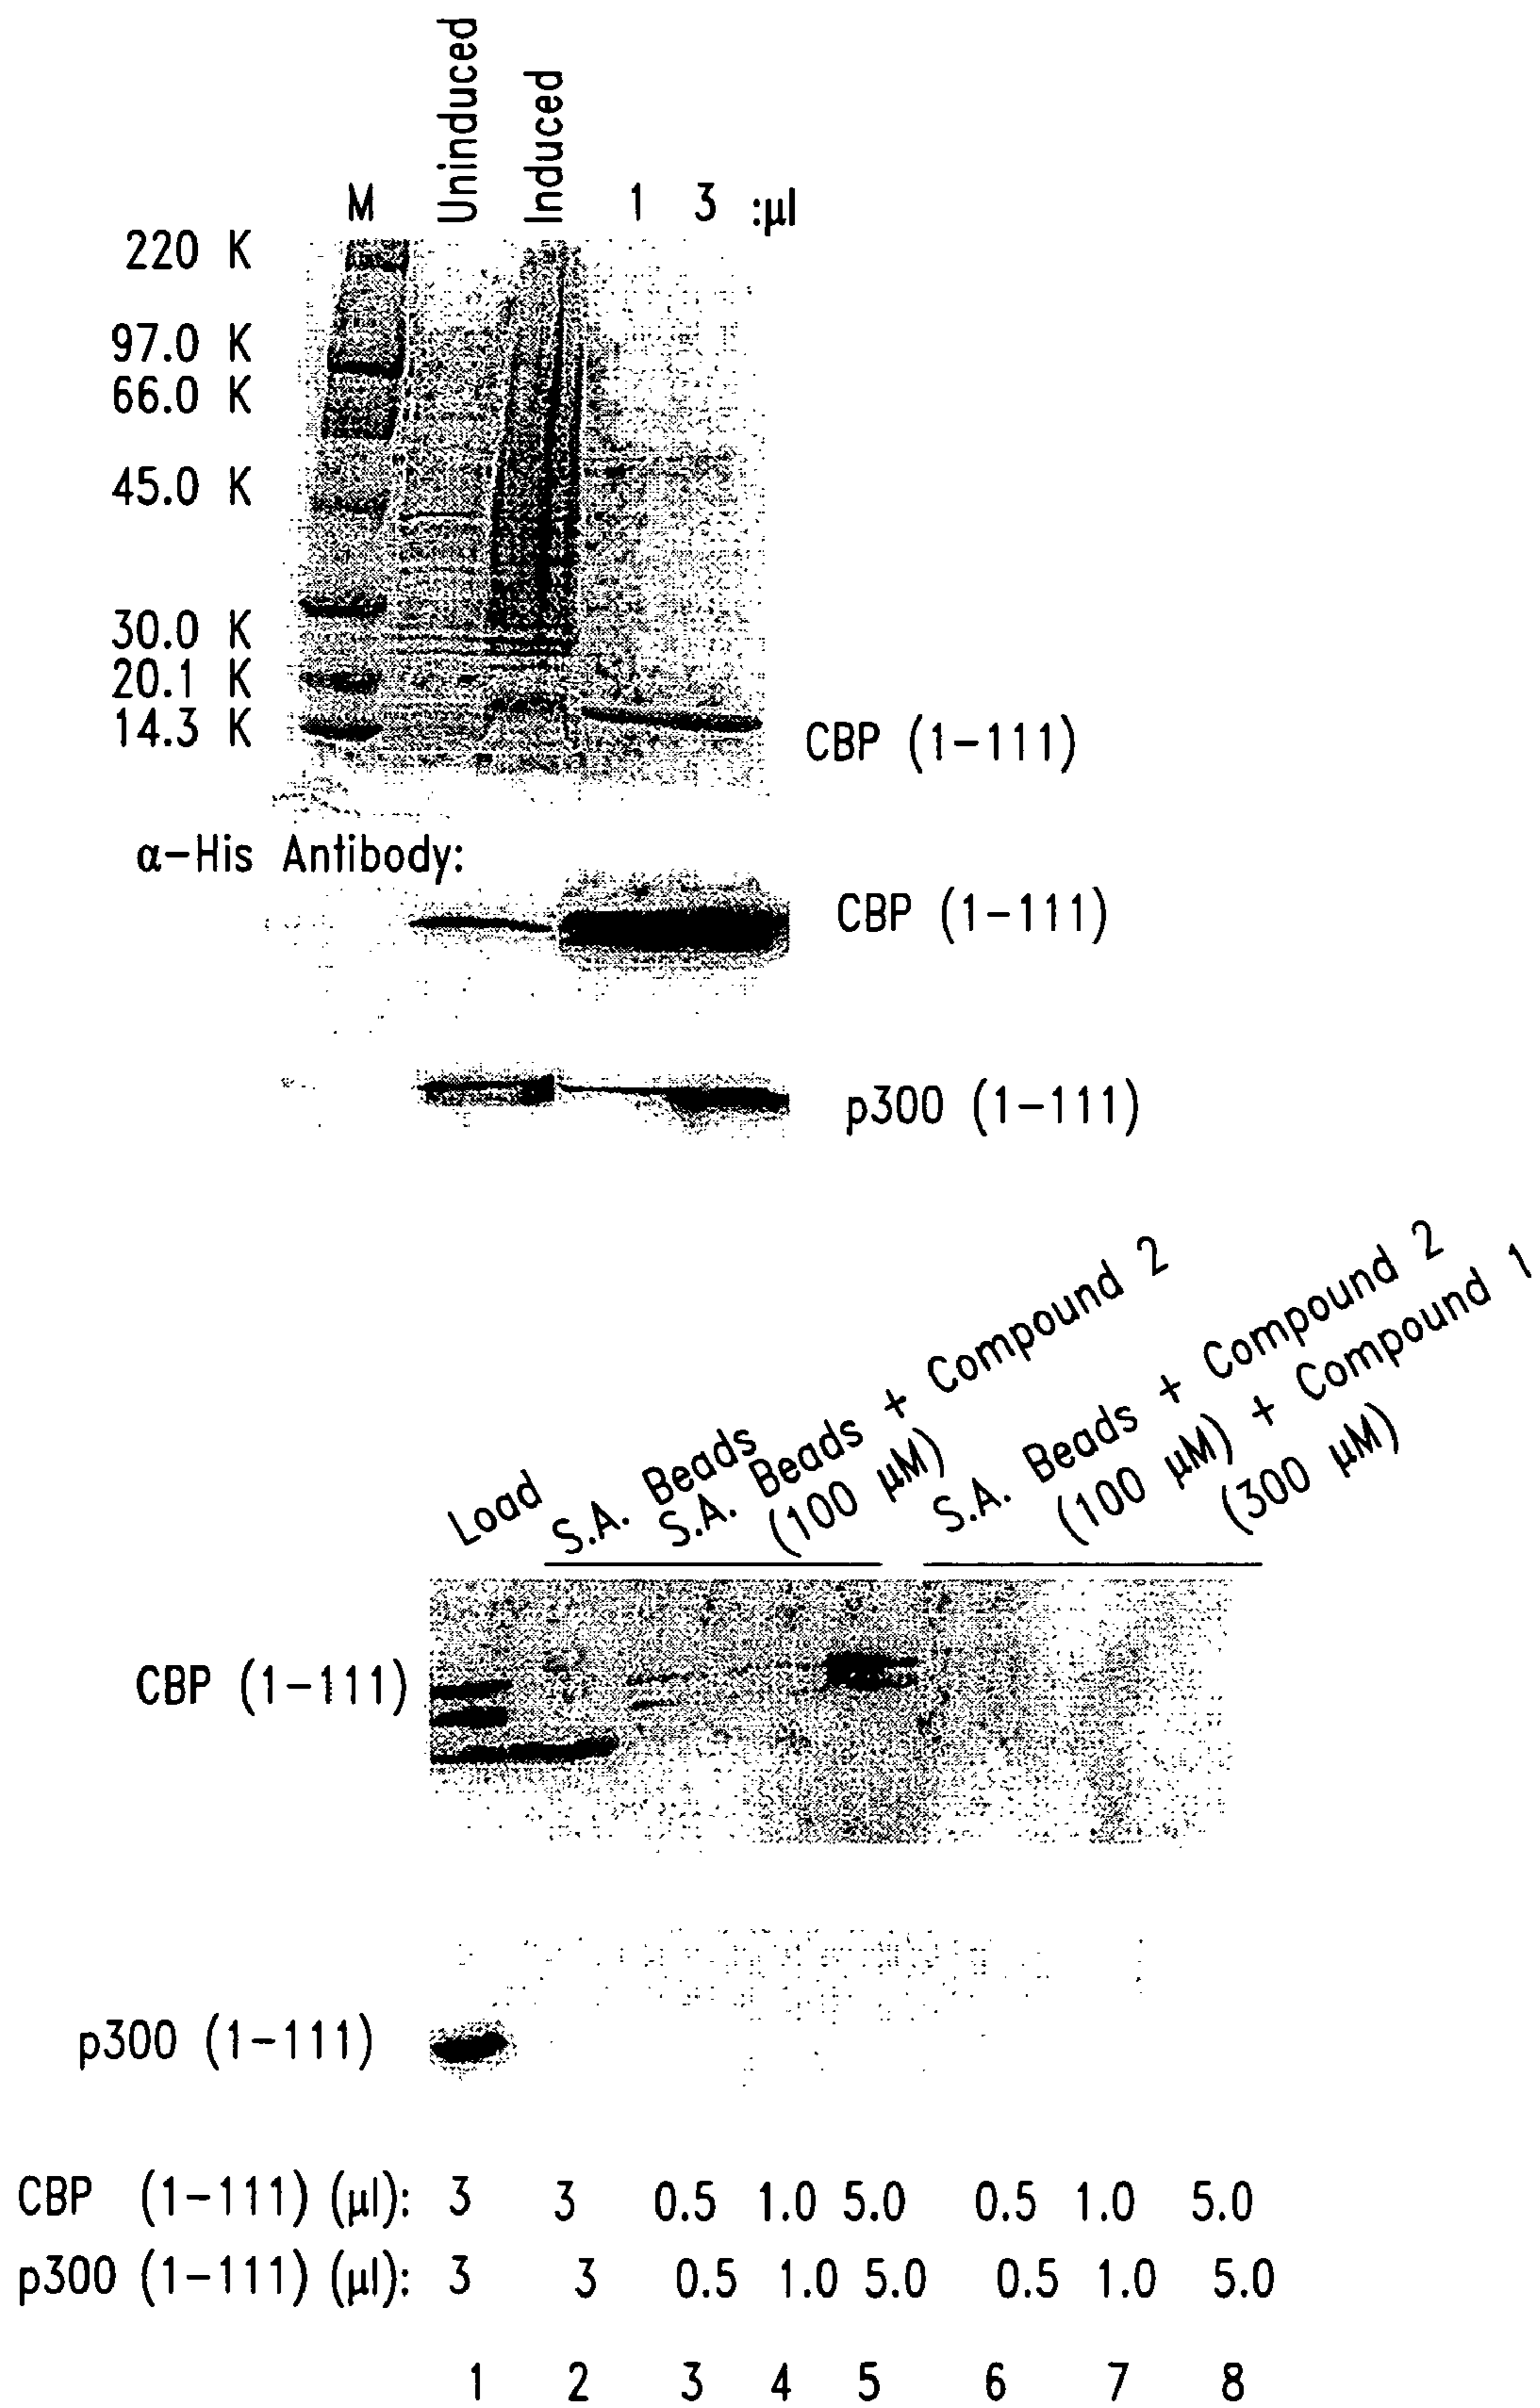 M Uninduced Induced 1 3 :µl
220 K
97.0 K
66.0 K
45.0 K
30.0 K
20.1 K
14.3 K
CBP (1-111)
α-His Antibody:
CBP (1-111)
p300 (1-111)
Load
S.A. Beads
S.A. Beads + Compound 2
(100 µM)
S.A. Beads + Compound 2
(100 µM) + Compound 1
(300 µM)
CBP (1-111)
p300 (1-111)
CBP (1-111) (µl): 3 3 0.5 1.0 5.0 0.5 1.0 5.0
p300 (1-111) (µl): 3 3 0.5 1.0 5.0 0.5 1.0 5.0
1 2 3 4 5 6 7 8